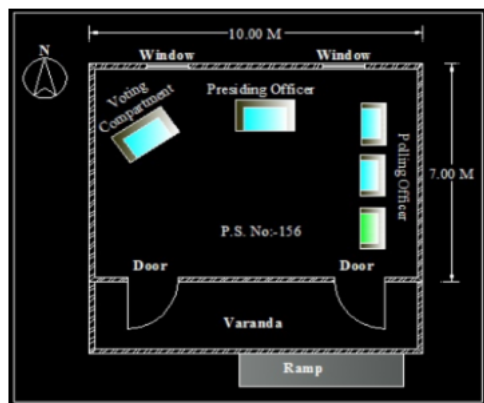 10.00 M
N
Window
Window
Voting
Compartment
Presiding Officer
Polling Officer
7.00 M
P.S. No:-156
Door
Door
Varanda
Ramp